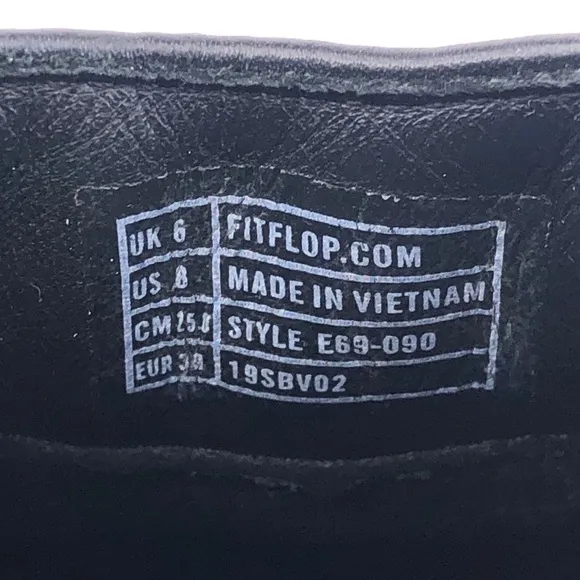 UK 6 FITFLOP.COM
US 8 MADE IN VIETNAM
CM 25.0 STYLE E69-090
EUR 39 19SBV02